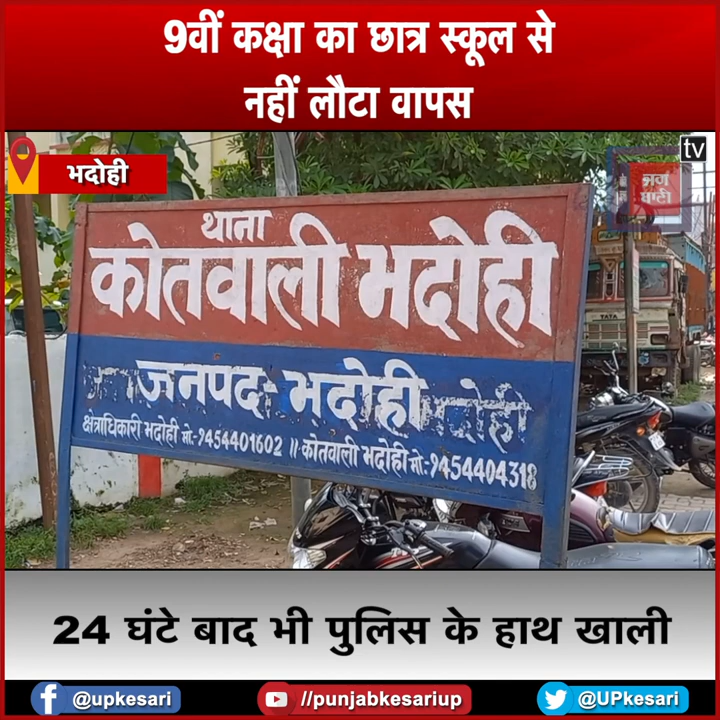 9वीं कक्षा का छात्र स्कूल से
नहीं लौटा वापस
tv
भदोही
थाना
कोतवाली भदोही
जनपद भदोही
क्षेत्राधिकारी भदोही मो:-9454401602 ॥ कोतवाली भदोही मो:-9454404318
TATA
24 घंटे बाद भी पुलिस के हाथ खाली
@upkesari
//punjabkesariup
@UPkesari